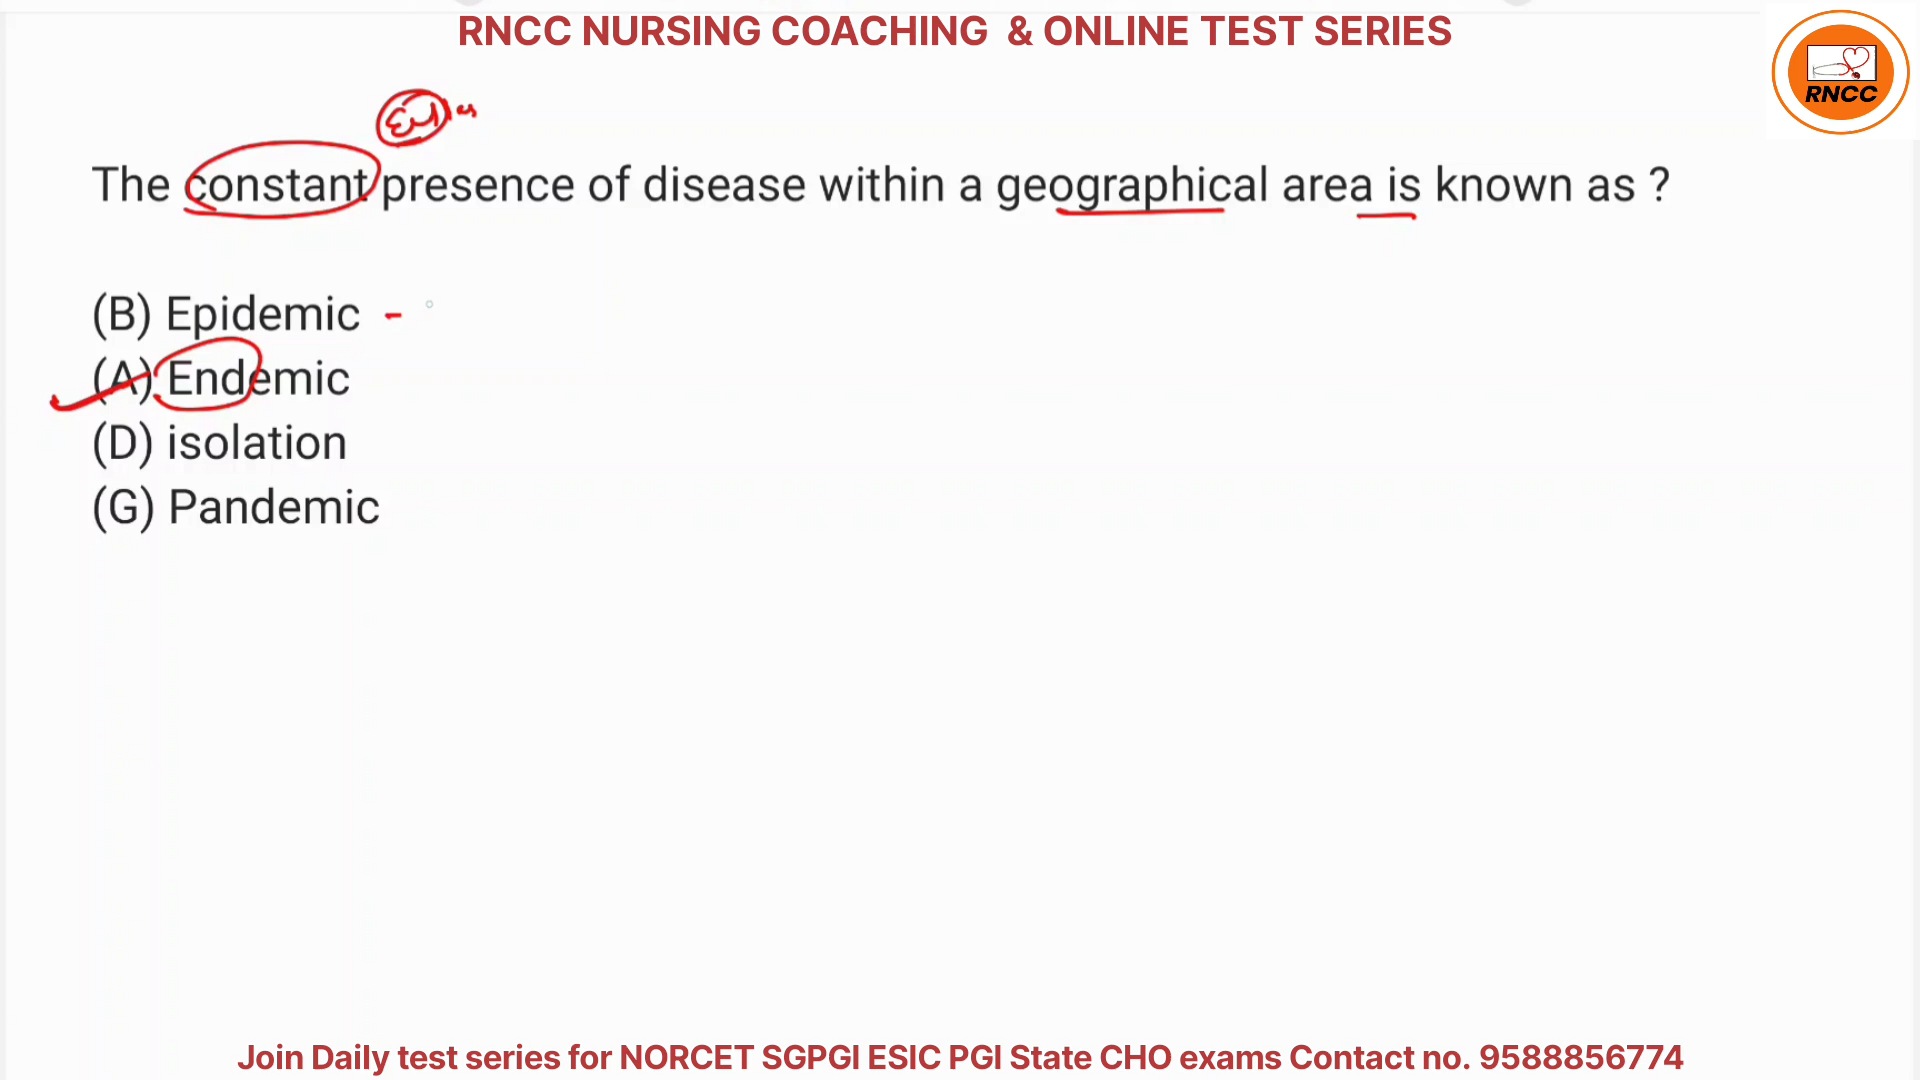 RNCC NURSING COACHING & ONLINE TEST SERIES
RNCC
The constant presence of disease within a geographical area is known as ?
(B) Epidemic -
(A) Endemic
(D) isolation
(G) Pandemic
Join Daily test series for NORCET SGPGI ESIC PGI State CHO exams Contact no. 9588856774